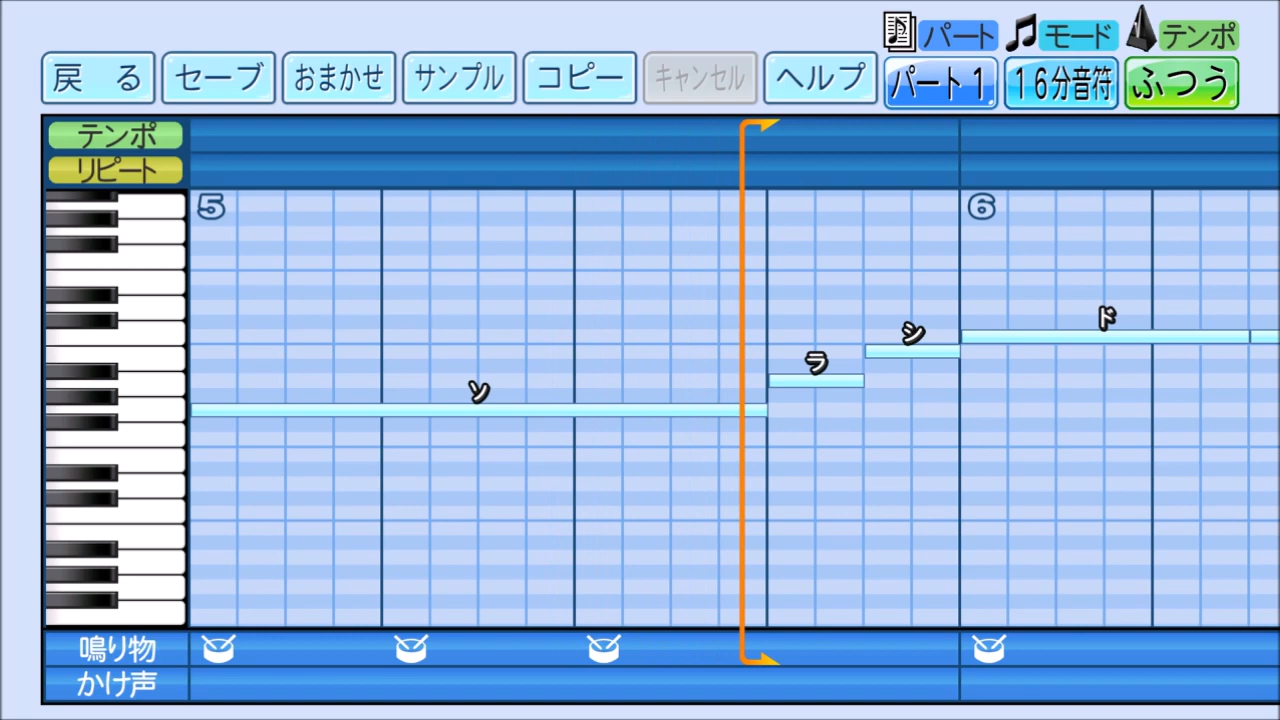 パート モード テンポ
戻る セーブ おまかせ サンプル コピー キャンセル ヘルプ パート1 16分音符 ふつう
テンポ
リピート
5 6
ド
シ
ラ
ソ
鳴り物
かけ声